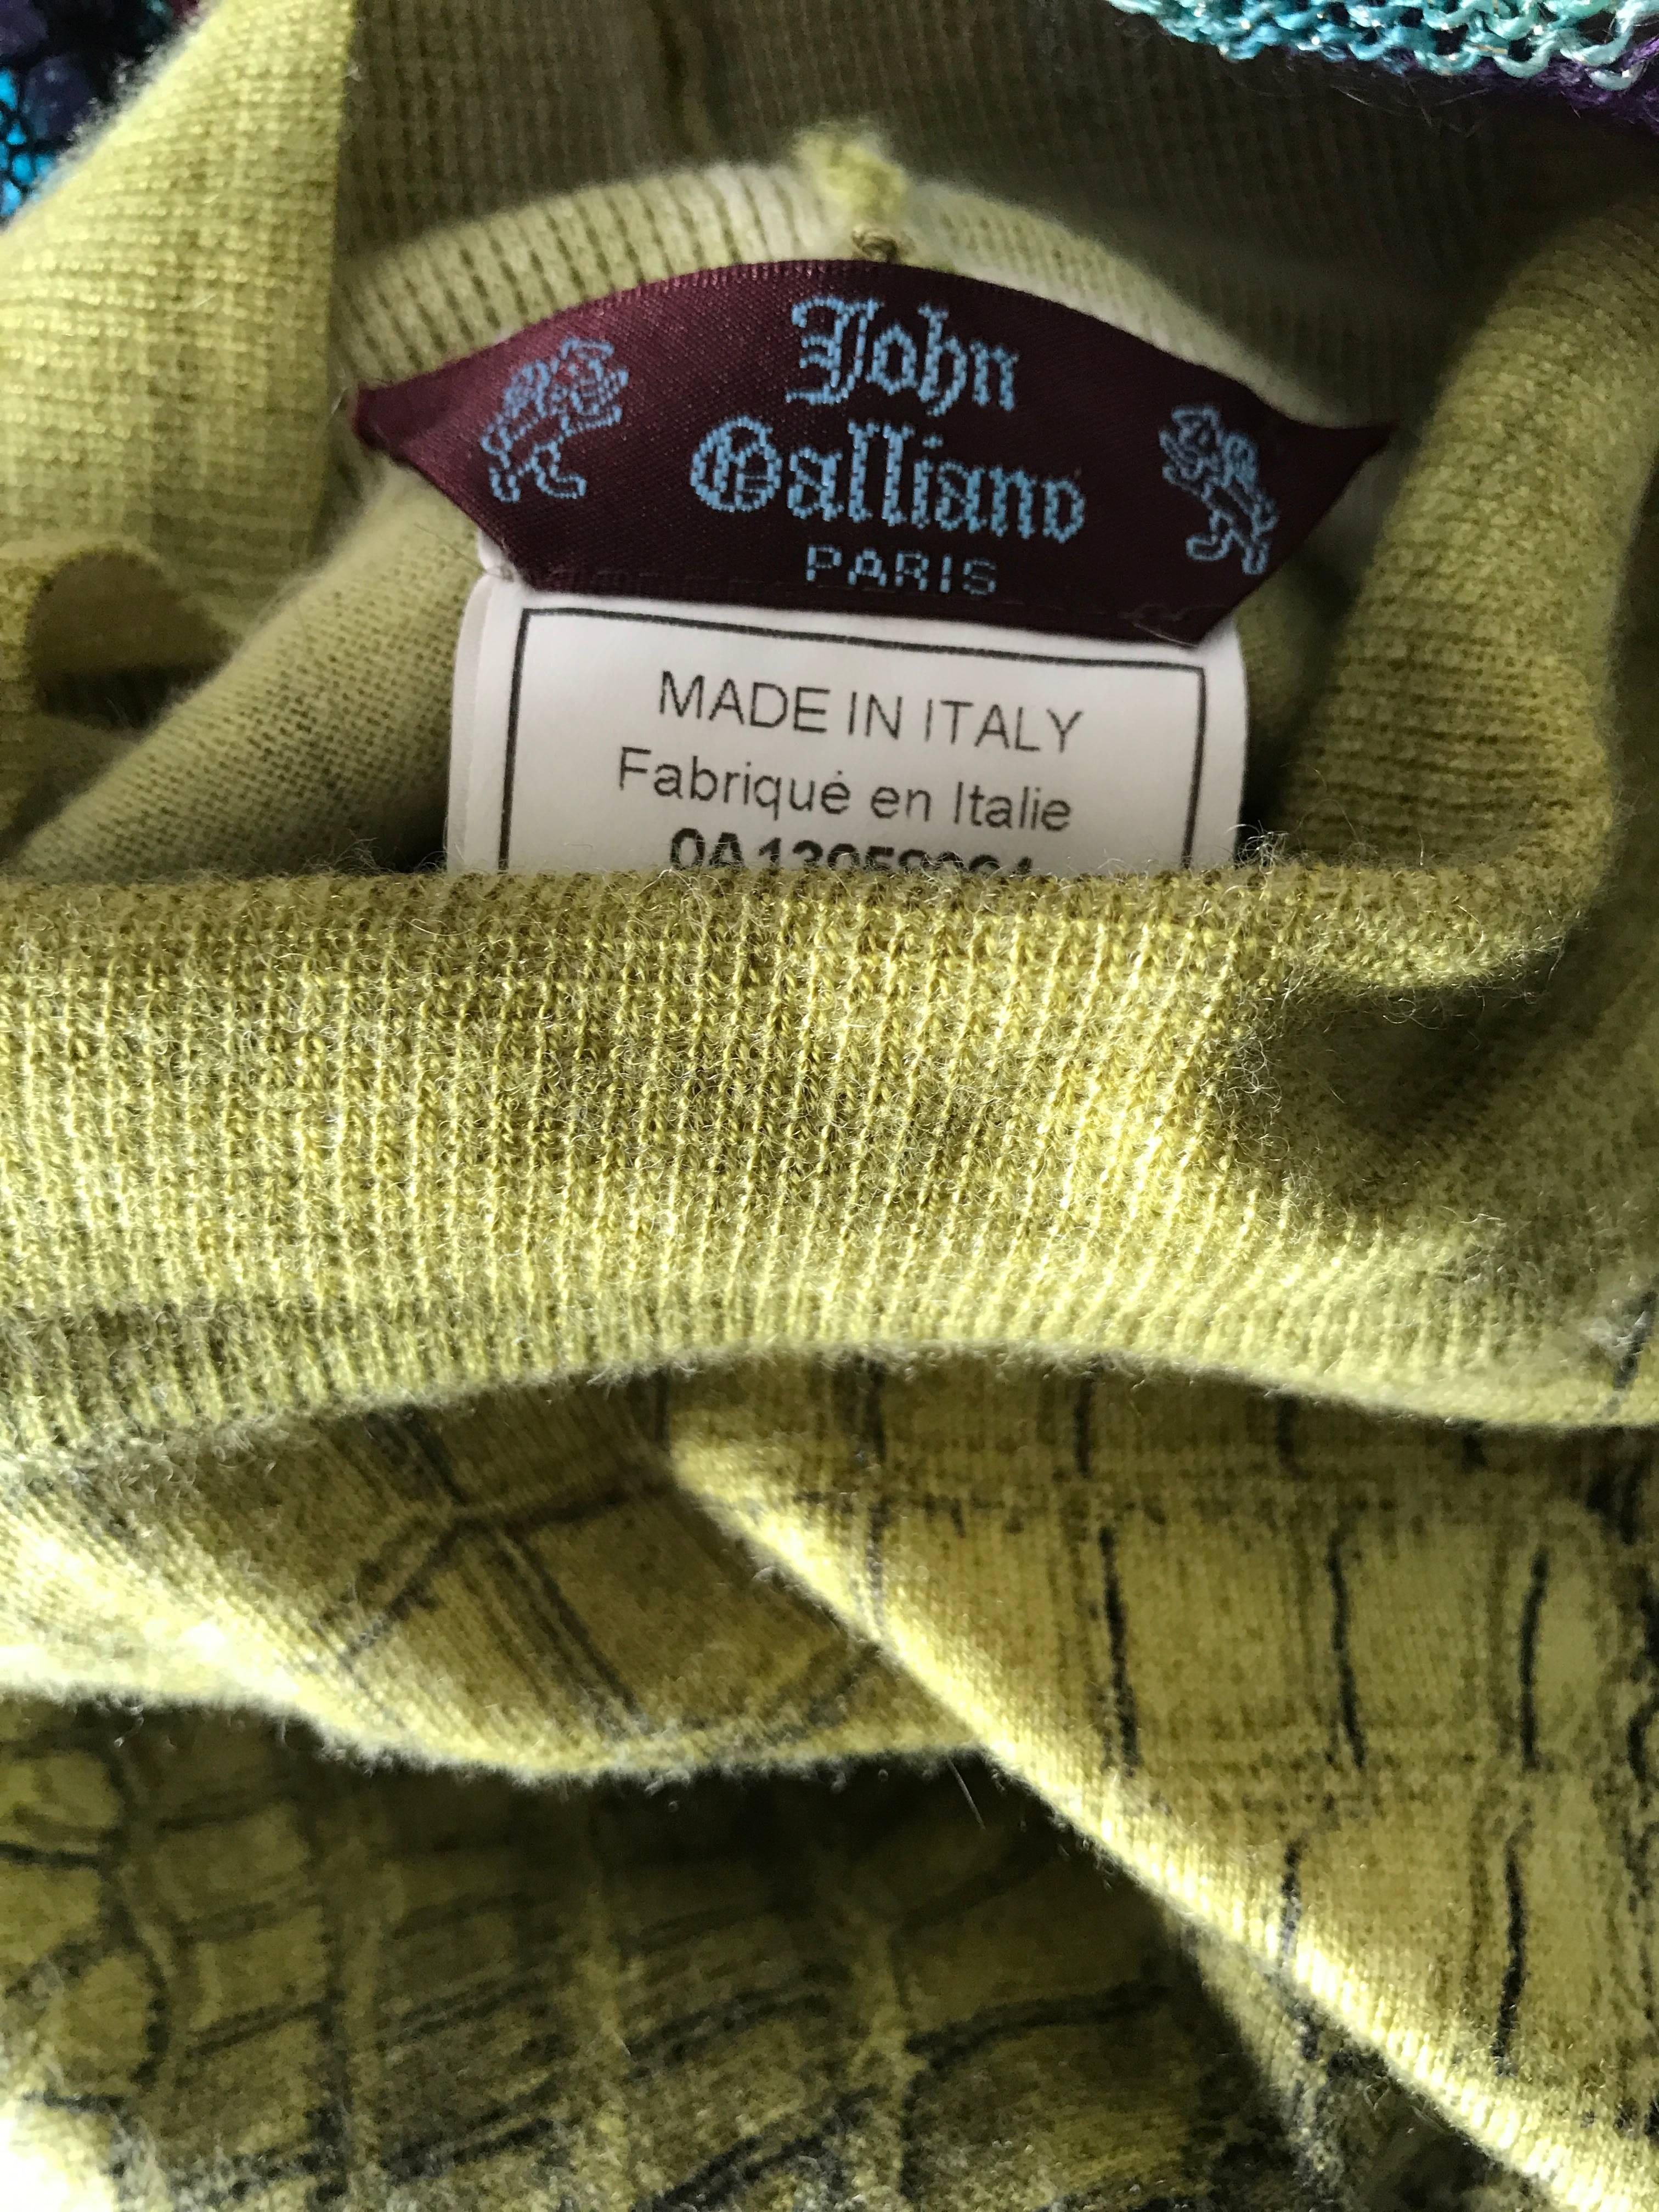 John
Galliano
PARIS
MADE IN ITALY
Fabriqué en Italie